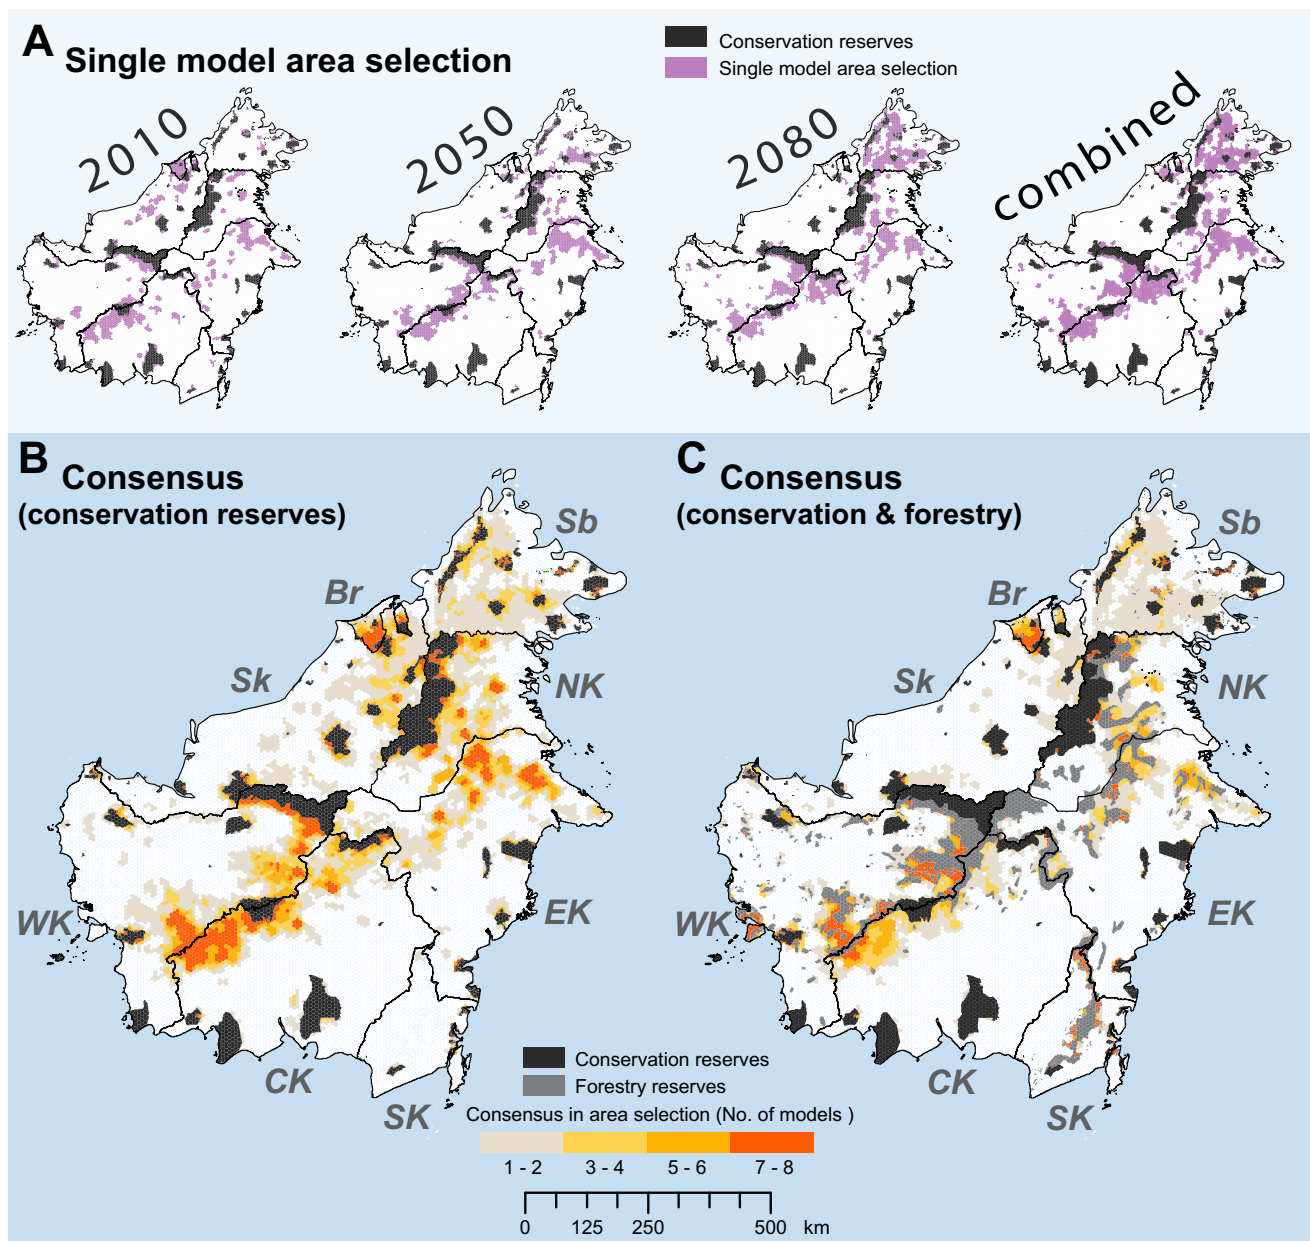 A
Single model area selection
Conservation reserves
Single model area selection
2010
2050
2080
combined
B
Consensus
(conservation reserves)
Sb
Br
Sk
NK
WK
EK
CK
SK
C
Consensus
(conservation & forestry)
Sb
Br
Sk
NK
WK
EK
CK
SK
Conservation reserves
Forestry reserves
Consensus in area selection (No. of models )
1 - 2 3 - 4 5 - 6 7 - 8
0 125 250 500 km